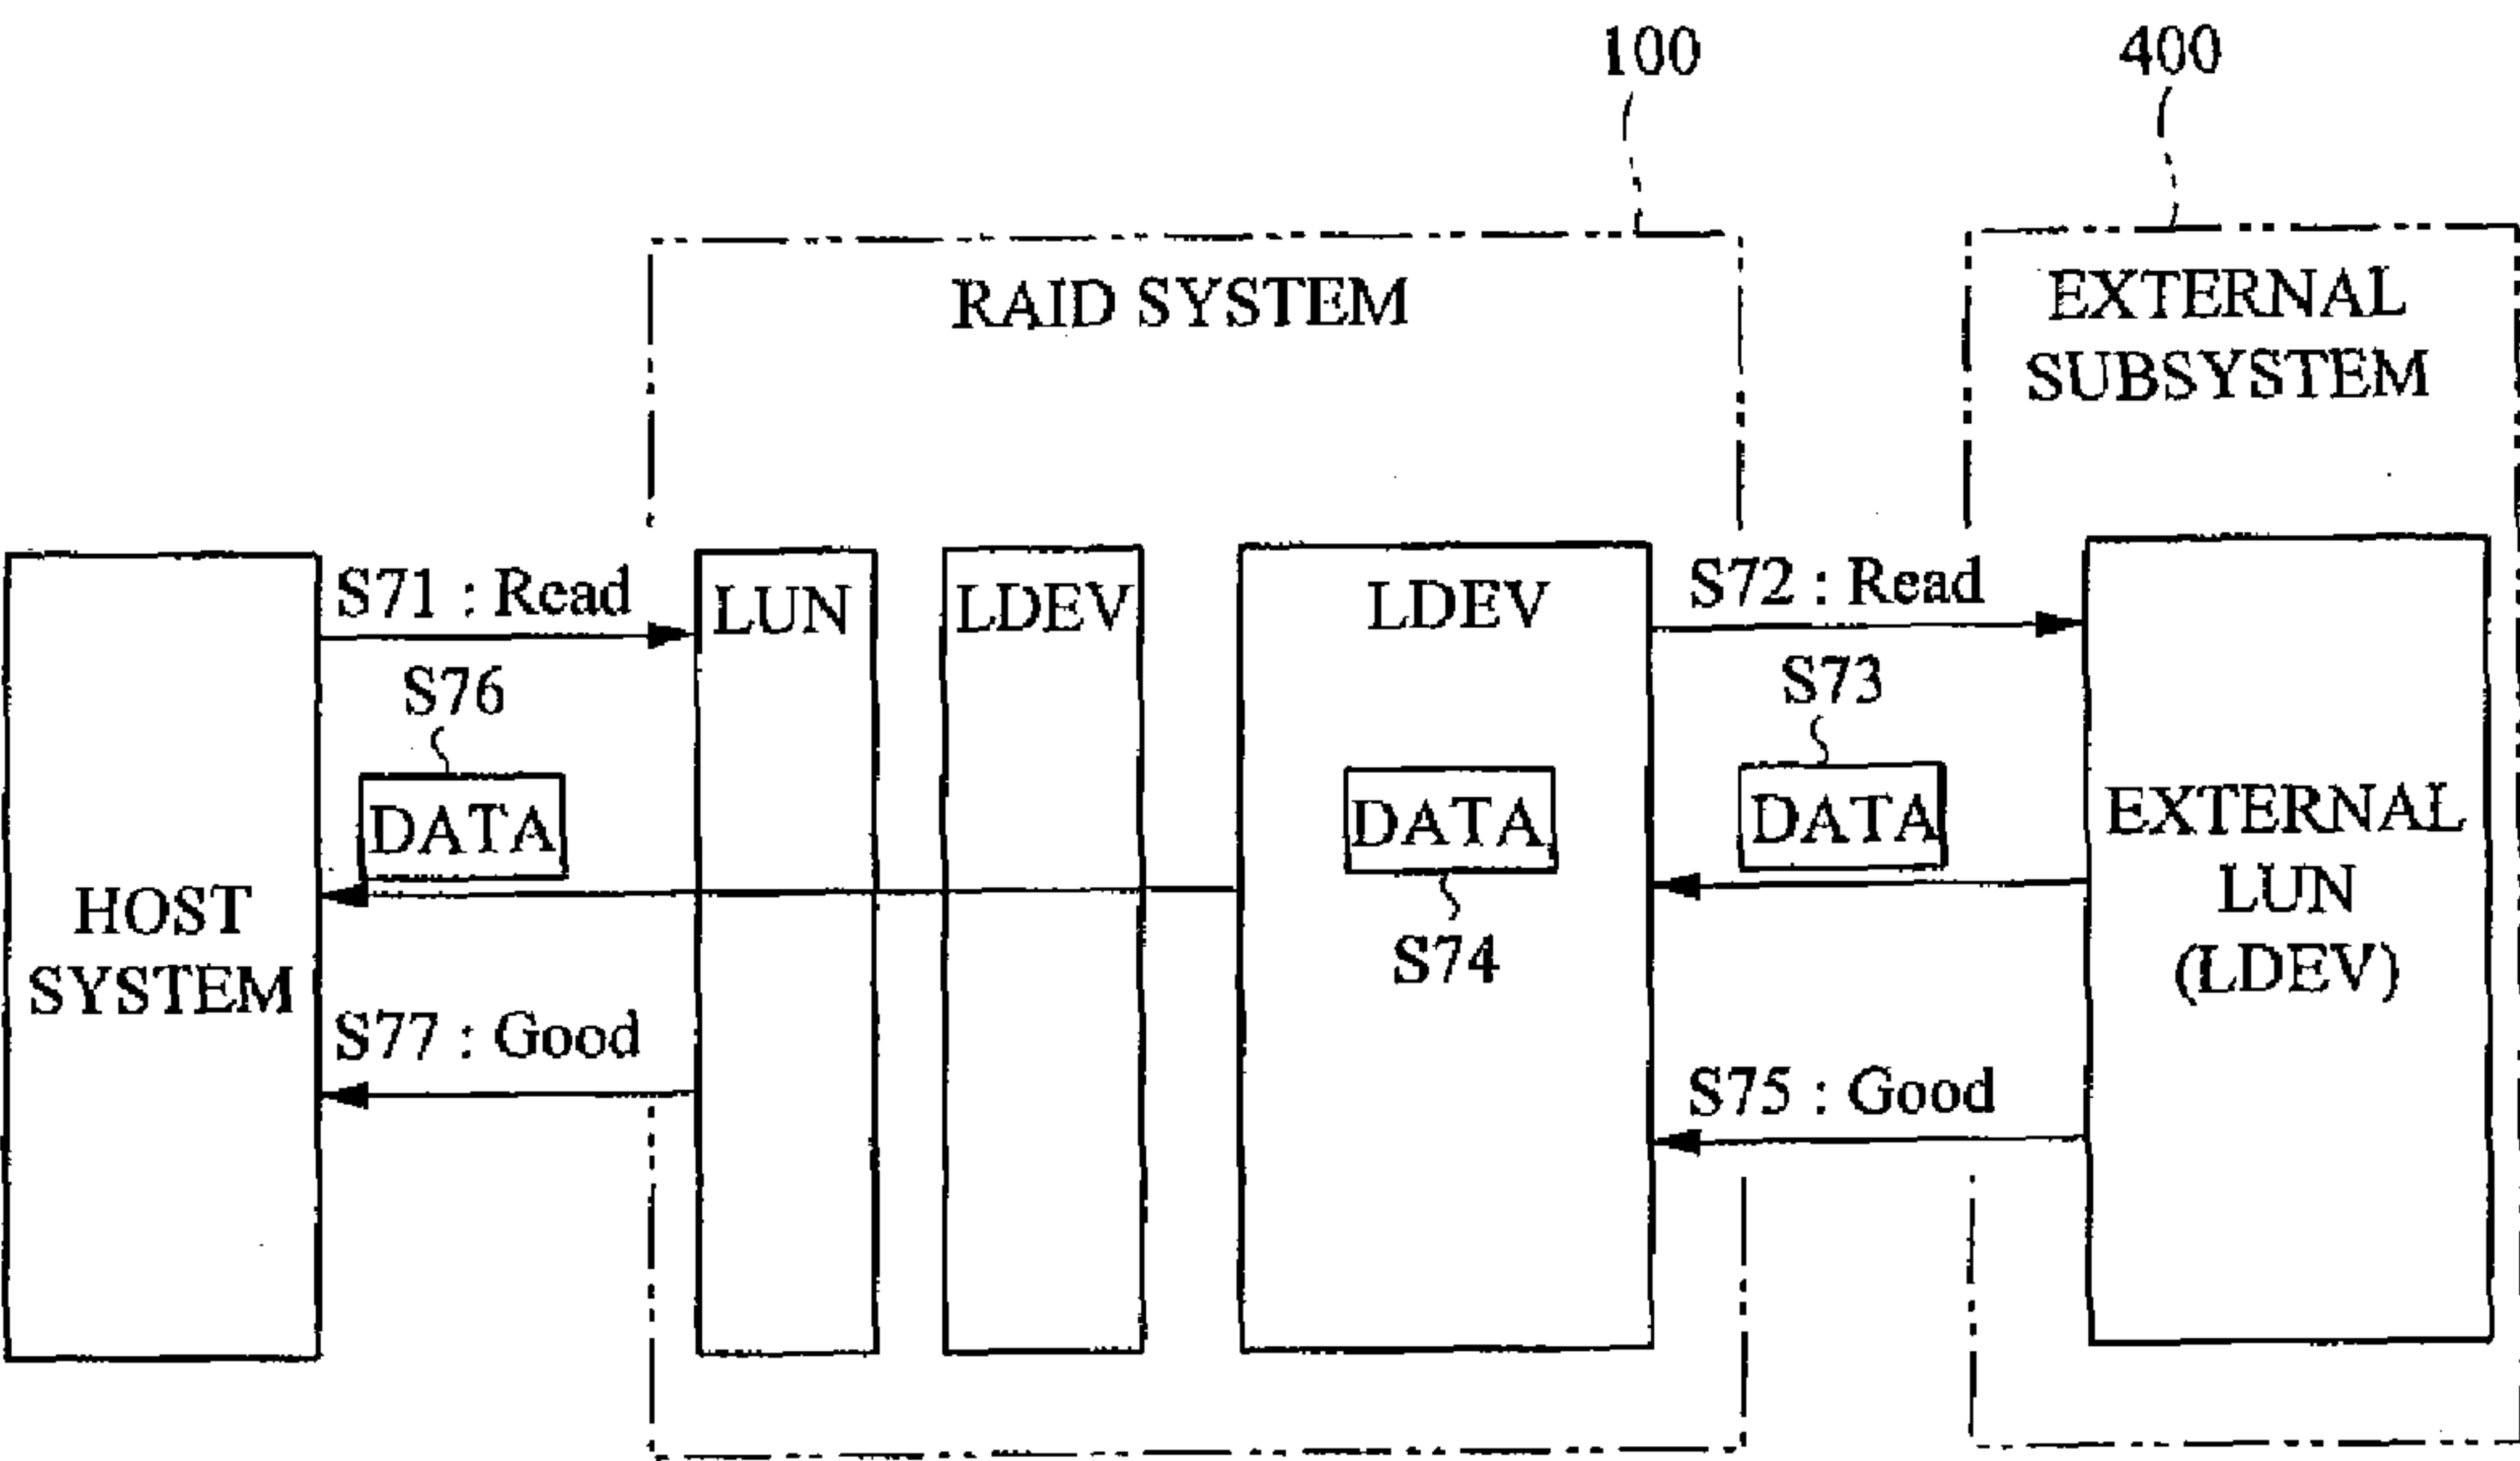 100
400
RAID SYSTEM
EXTERNAL
SUBSYSTEM
S71 : Read
LUN
LDEV
LDEV
S72 : Read
S76
S73
DATA
DATA
DATA
HOST
SYSTEM
S74
EXTERNAL
LUN
(LDEV)
S77 : Good
S75 : Good